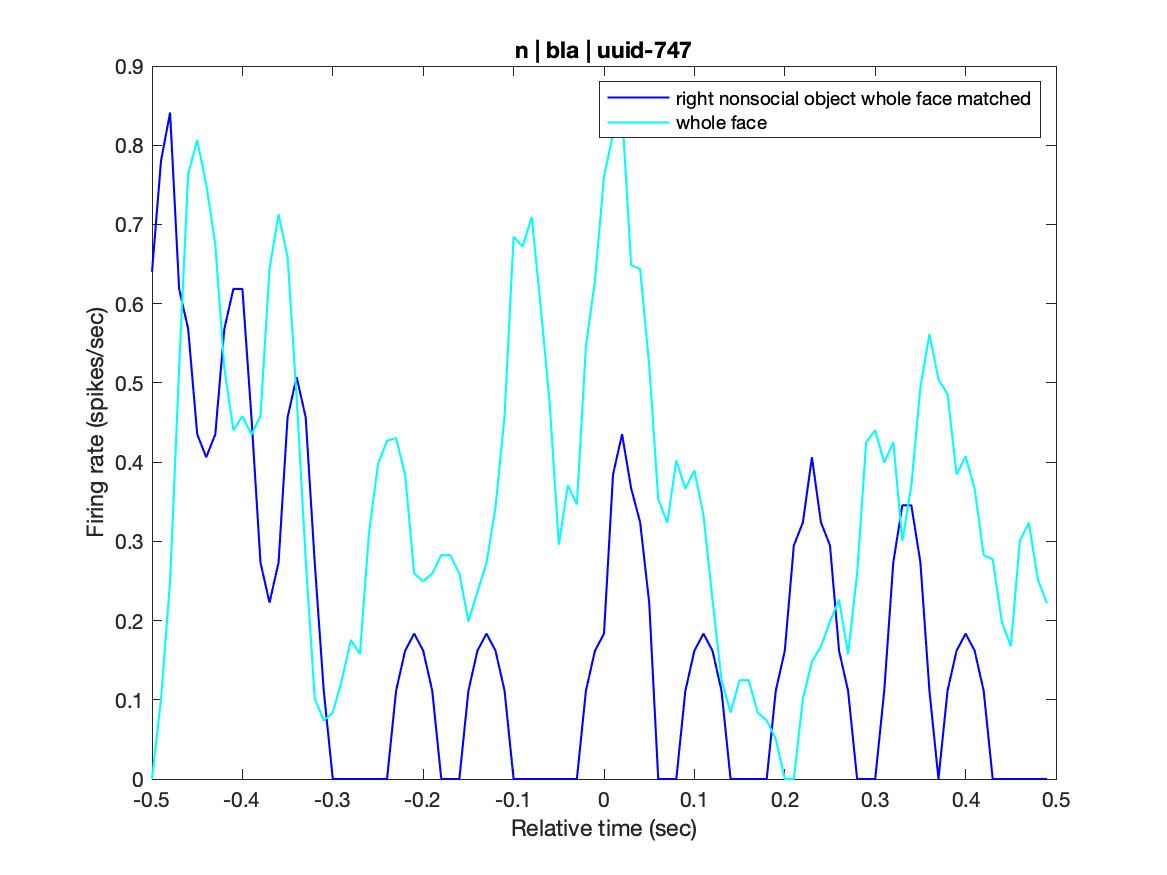 n | bla | uuid-747
right nonsocial object whole face matched
whole face
Firing rate (spikes/sec)
0.9
0.8
0.7
0.6
0.5
0.4
0.3
0.2
0.1
0
-0.5 -0.4 -0.3 -0.2 -0.1 0 0.1 0.2 0.3 0.4 0.5
Relative time (sec)